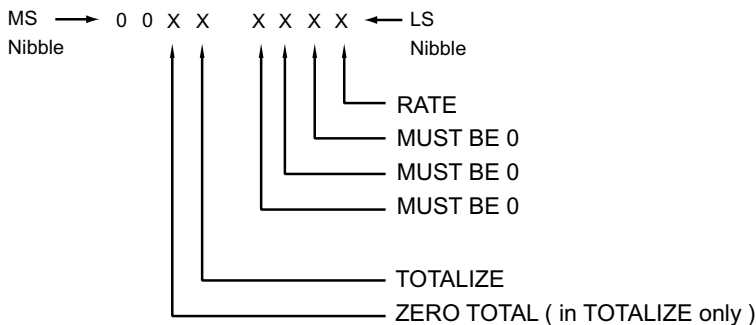 MS 0 0 X X X X X X LS
Nibble Nibble
RATE
MUST BE 0
MUST BE 0
MUST BE 0
TOTALIZE
ZERO TOTAL ( in TOTALIZE only )